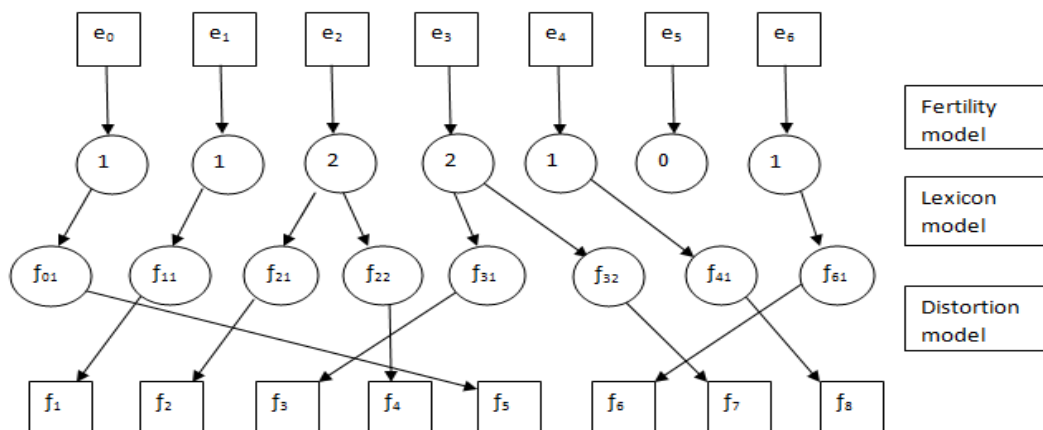 e₀ e₁ e₂ e₃ e₄ e₅ e₆
Fertility
model
1 1 2 2 1 0 1
Lexicon
model
f₀₁ f₁₁ f₂₁ f₂₂ f₃₁ f₃₂ f₄₁ f₆₁
Distortion
model
f₁ f₂ f₃ f₄ f₅ f₆ f₇ f₈